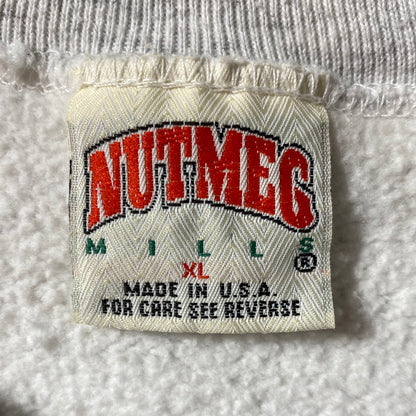 NUTMEG
MILLS
®
XL
MADE IN U.S.A.
FOR CARE SEE REVERSE